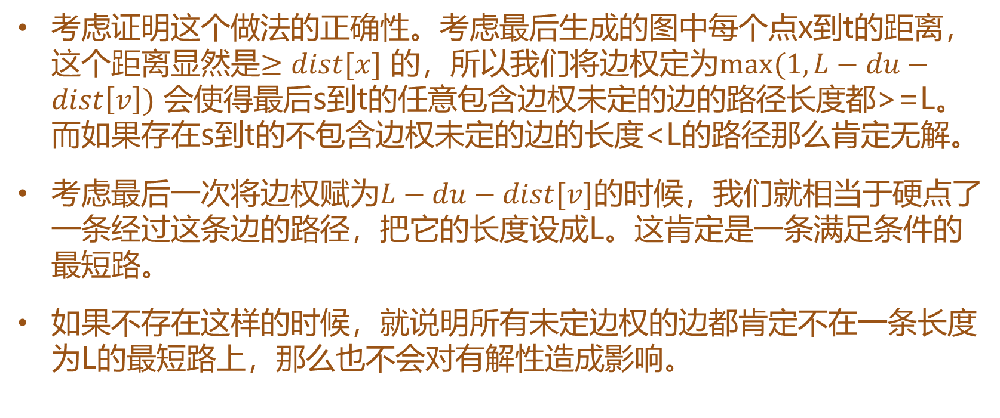 • 考虑证明这个做法的正确性。考虑最后生成的图中每个点x到t的距离，
这个距离显然是≥ dist[x] 的，所以我们将边权定为max(1, L − du −
dist[v]) 会使得最后s到t的任意包含边权未定的边的路径长度都>=L。
而如果存在s到t的不包含边权未定的边的长度<L的路径那么肯定无解。
• 考虑最后一次将边权赋为L − du − dist[v]的时候，我们就相当于硬点了
一条经过这条边的路径，把它的长度设成L。这肯定是一条满足条件的
最短路。
• 如果不存在这样的时候，就说明所有未定边权的边都肯定不在一条长度
为L的最短路上，那么也不会对有解性造成影响。